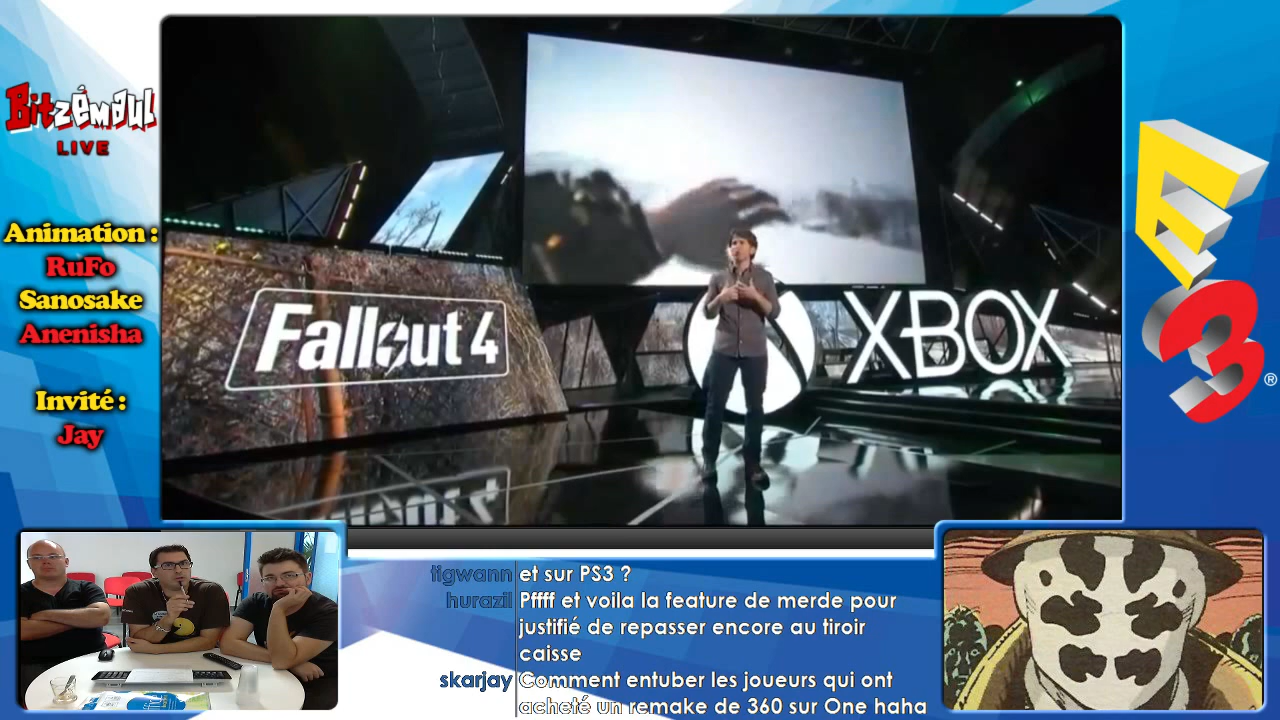 Bitzémoul
LIVE
Animation :
RuFo
Sanosake
Anenisha
Invité :
Jay
Fallout 4
XBOX
E3
®
tigwann et sur PS3 ?
hurazil Pffff et voila la feature de merde pour
justifié de repasser encore au tiroir
caisse
skarjay Comment entuber les joueurs qui ont
acheté un remake de 360 sur One haha